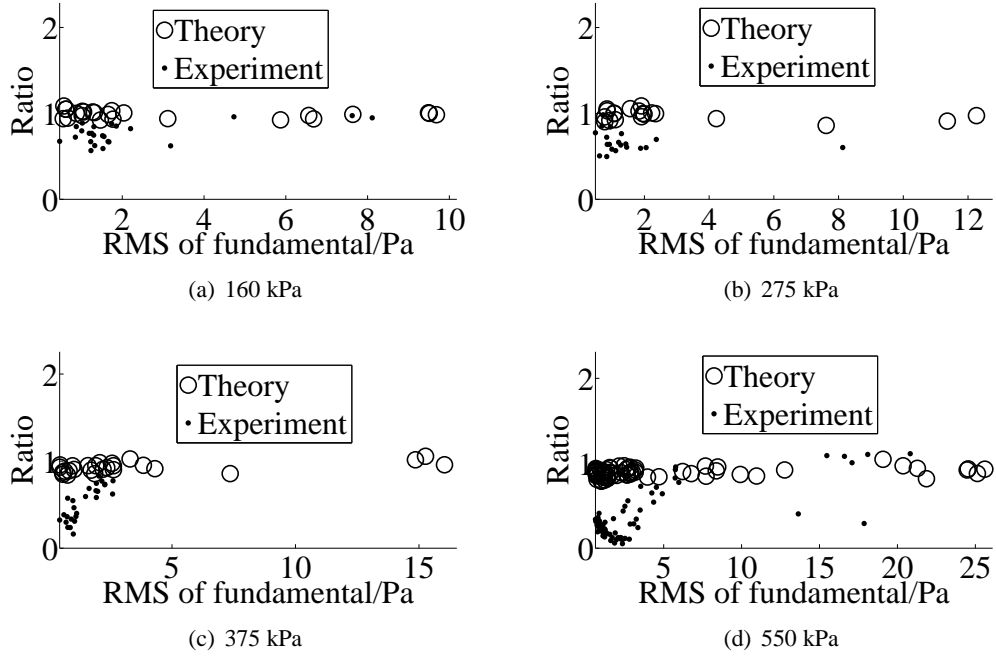 2
Theory
Experiment
Ratio
1
0
2 4 6 8 10
RMS of fundamental/Pa
(a) 160 kPa
2
Theory
Experiment
Ratio
1
0
2 4 6 8 10 12
RMS of fundamental/Pa
(b) 275 kPa
2
Theory
Experiment
Ratio
1
0
5 10 15
RMS of fundamental/Pa
(c) 375 kPa
2
Theory
Experiment
Ratio
1
0
5 10 15 20 25
RMS of fundamental/Pa
(d) 550 kPa